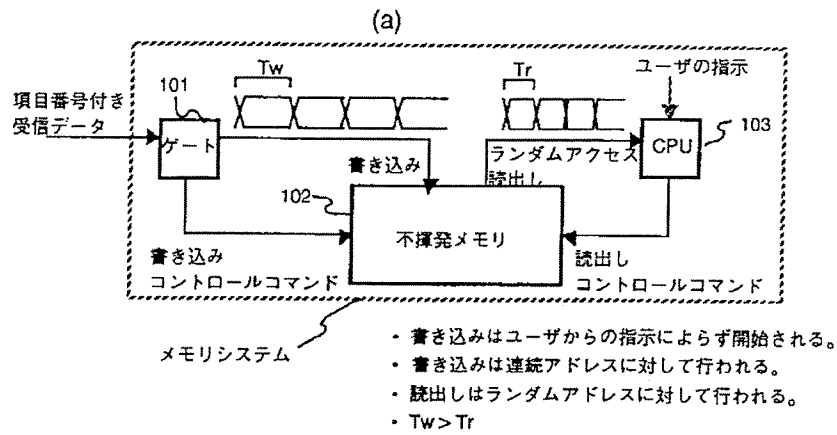 (a)
Tw
Tr
ユーザの指示
項目番号付き
受信データ
101
ゲート
CPU
103
書き込み
ランダムアクセス
読出し
102
不揮発メモリ
書き込み
コントロールコマンド
読出し
コントロールコマンド
メモリシステム
・ 書き込みはユーザからの指示によらず開始される。
・ 書き込みは連続アドレスに対して行われる。
・ 読出しはランダムアドレスに対して行われる。
・ Tw>Tr